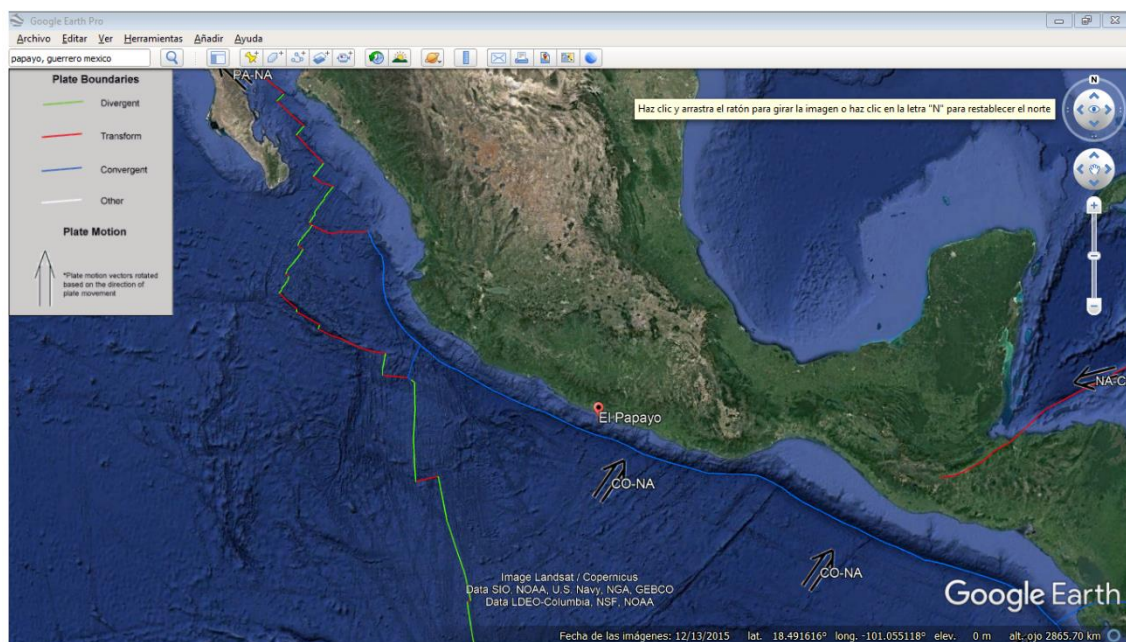 Google Earth Pro
Archivo Editar Ver Herramientas Añadir Ayuda
papayo, guerrero mexico
Plate Boundaries
Divergent
Transform
Convergent
Other
Plate Motion
*Plate motion vectors rotated
based on the direction of
plate movement
PA-NA
Haz clic y arrastra el ratón para girar la imagen o haz clic en la letra "N" para restablecer el norte
N
NA-C
El Papayo
CO-NA
CO-NA
Image Landsat / Copernicus
Data SIO, NOAA, U.S. Navy, NGA, GEBCO
Data LDEO-Columbia, NSF, NOAA
Google Earth
Fecha de las imágenes: 12/13/2015 lat. 18.491616° long. -101.055118° elev. 0 m alt. ojo 2865.70 km